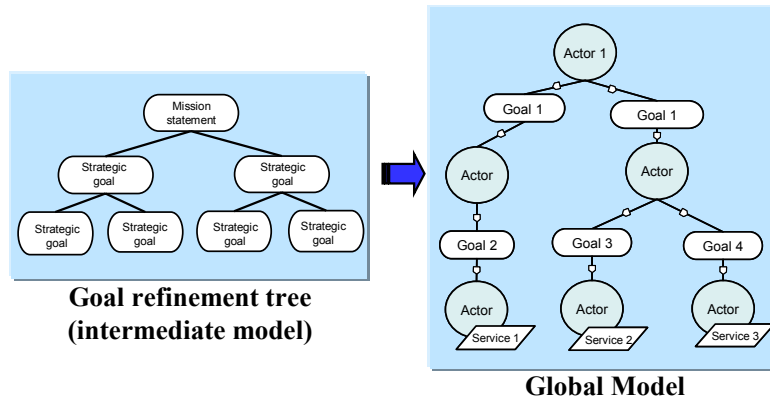 Mission
statement
Strategic
goal
Strategic
goal
Strategic
goal
Strategic
goal
Strategic
goal
Strategic
goal
Goal refinement tree
(intermediate model)
Actor 1
Goal 1
Goal 1
Actor
Actor
Goal 2
Goal 3
Goal 4
Actor
Actor
Actor
Service 1
Service 2
Service 3
Global Model